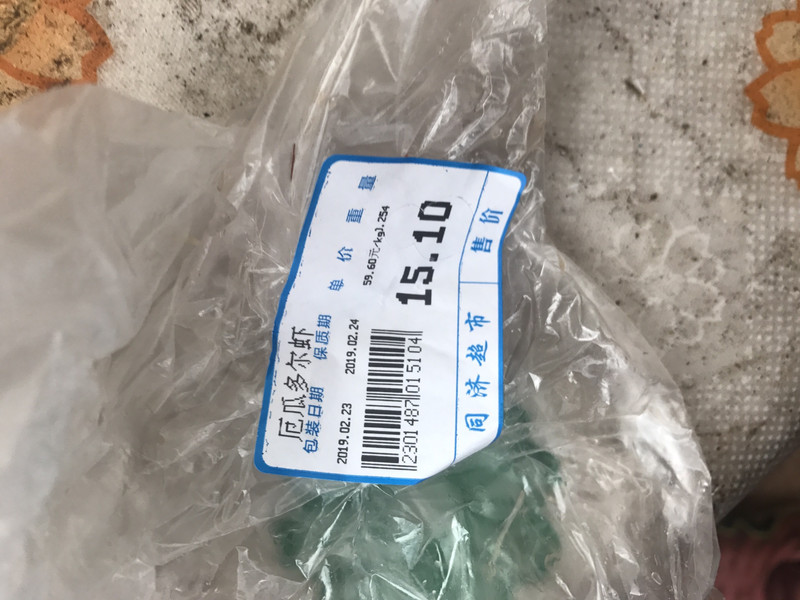 厄瓜多尔虾
包装日期 保质期 单价 重量
2019.02.23 2019.02.24 59.60元/kg).254
15.10
2301487015104
同济超市 售价